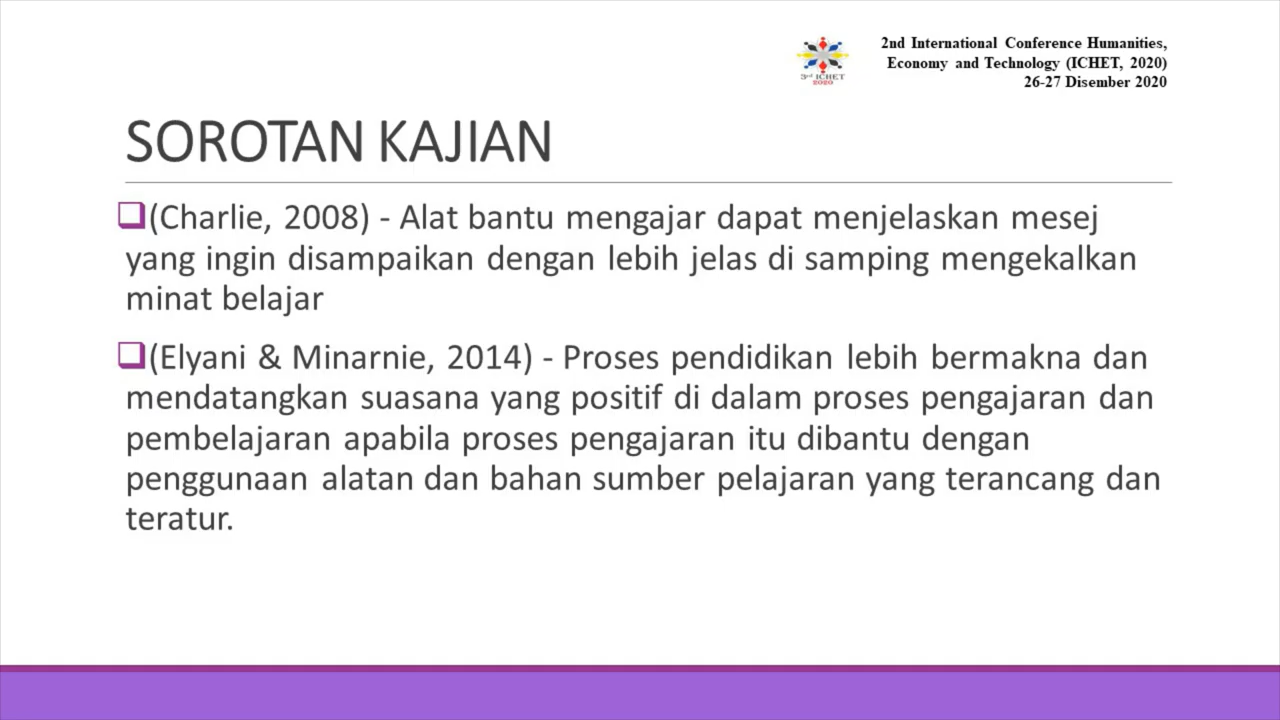 2nd International Conference Humanities,
Economy and Technology (ICHET, 2020)
26-27 Disember 2020
3rd ICHET
2020
SOROTAN KAJIAN
(Charlie, 2008) - Alat bantu mengajar dapat menjelaskan mesej
yang ingin disampaikan dengan lebih jelas di samping mengekalkan
minat belajar
(Elyani & Minarnie, 2014) - Proses pendidikan lebih bermakna dan
mendatangkan suasana yang positif di dalam proses pengajaran dan
pembelajaran apabila proses pengajaran itu dibantu dengan
penggunaan alatan dan bahan sumber pelajaran yang terancang dan
teratur.